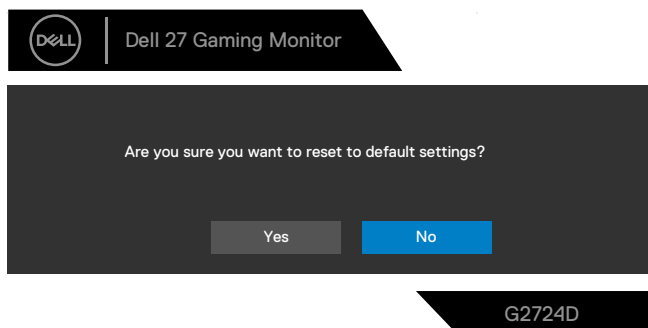 DELL
Dell 27 Gaming Monitor
Are you sure you want to reset to default settings?
Yes
No
G2724D